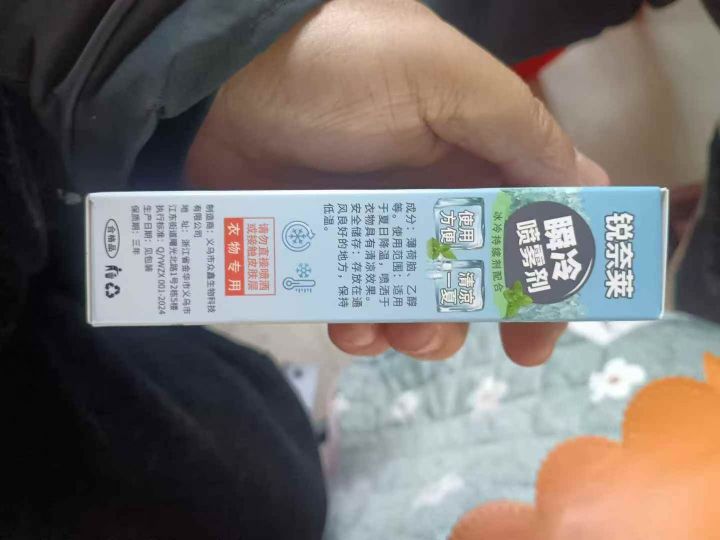 锐奈莱
瞬冷
喷雾剂
冰冷持续剂配合
使用
方便
清凉
一夏
成分：薄荷脑、乙醇
等。使用范围：适用
于夏日降温，喷洒于
衣物具有清凉效果。
安全储存：存放在通
风良好的地方，保持
低温。
请勿直接喷洒
或接触皮肤层
衣物专用
制造商：义乌市众鑫生物科技
有限公司
地 址：浙江省金华市义乌市
江东街道曙光北路1号2栋5楼
执行标准：Q/YWZX 001-2024
生产日期：见包装
保质期：三年
合格品